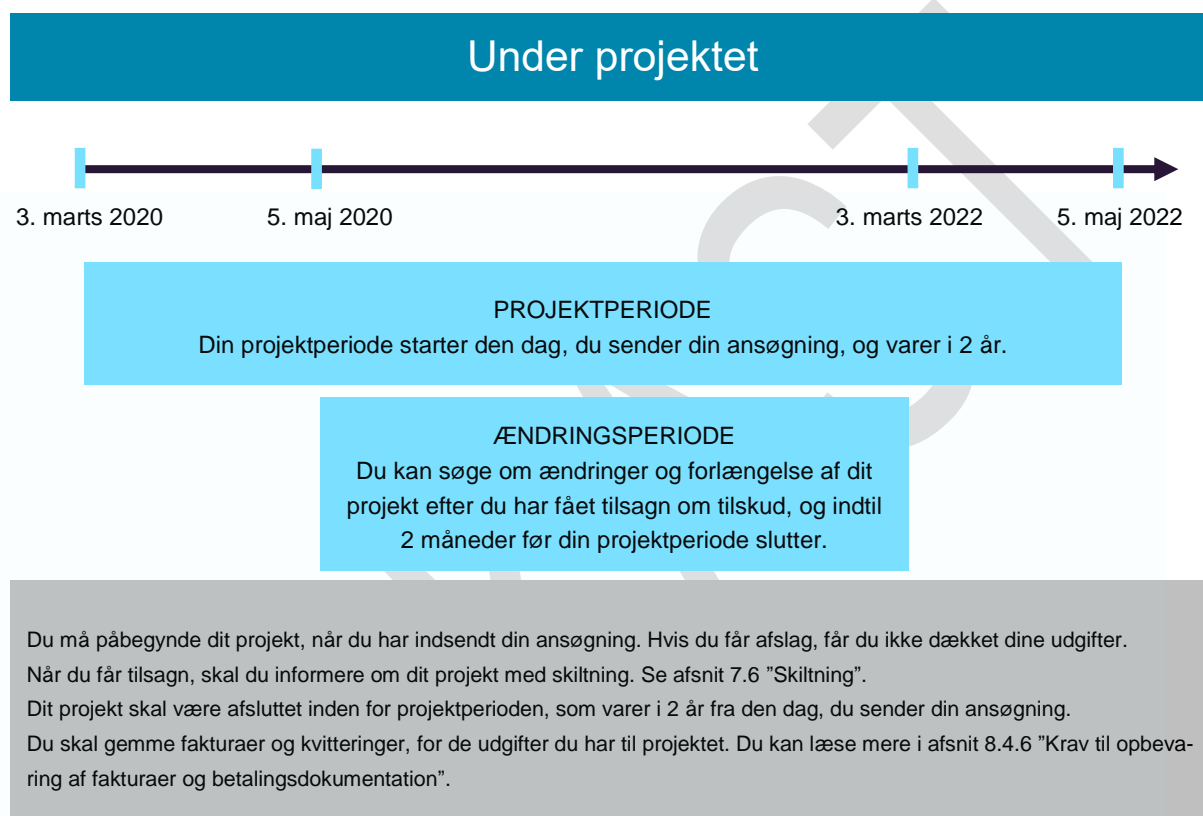 Under projektet
3. marts 2020 5. maj 2020 3. marts 2022 5. maj 2022
PROJEKTPERIODE
Din projektperiode starter den dag, du sender din ansøgning, og varer i 2 år.
ÆNDRINGSPERIODE
Du kan søge om ændringer og forlængelse af dit
projekt efter du har fået tilsagn om tilskud, og indtil
2 måneder før din projektperiode slutter.
Du må påbegynde dit projekt, når du har indsendt din ansøgning. Hvis du får afslag, får du ikke dækket dine udgifter.
Når du får tilsagn, skal du informere om dit projekt med skiltning. Se afsnit 7.6 ”Skiltning”.
Dit projekt skal være afsluttet inden for projektperioden, som varer i 2 år fra den dag, du sender din ansøgning.
Du skal gemme fakturaer og kvitteringer, for de udgifter du har til projektet. Du kan læse mere i afsnit 8.4.6 ”Krav til opbeva-
ring af fakturaer og betalingsdokumentation”.